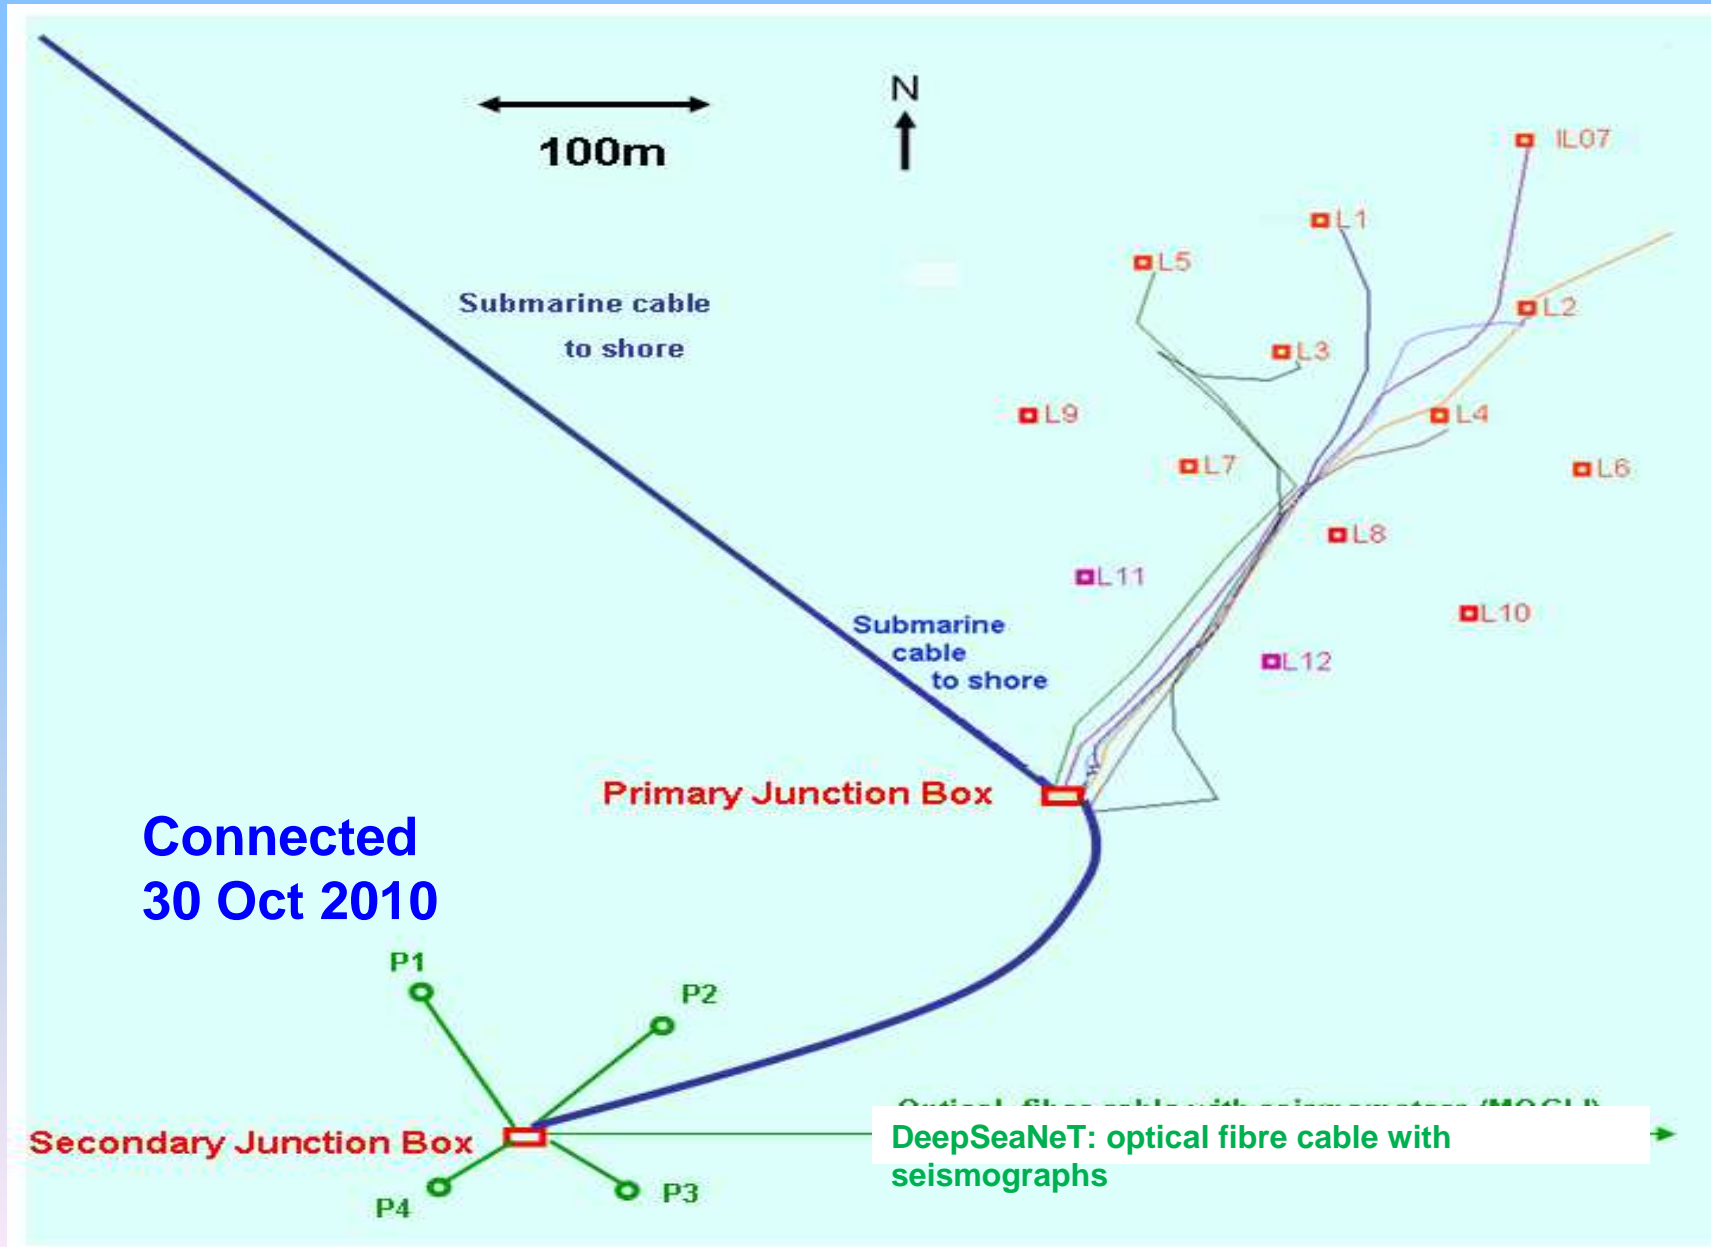 N
100m
IL07
L1
L5
L2
Submarine cable
to shore
L3
L9
L4
L7
L6
L8
L11
L10
Submarine
cable
to shore
L12
Primary Junction Box
Connected
30 Oct 2010
P1
P2
Secondary Junction Box
DeepSeaNeT: optical fibre cable with
seismographs
P4
P3